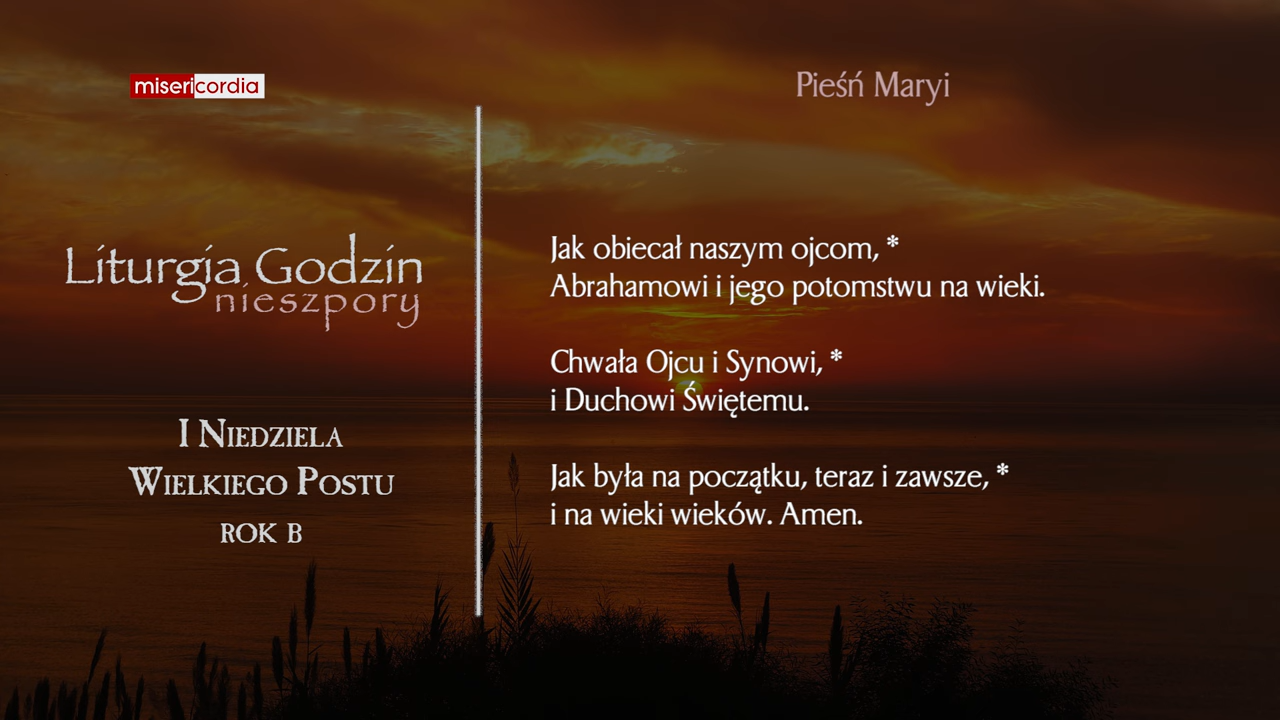 misericordia
Liturgia Godzin
nieszpory
I Niedziela
Wielkiego Postu
rok B
Pieśń Maryi
Jak obiecał naszym ojcom, *
Abrahamowi i jego potomstwu na wieki.
Chwała Ojcu i Synowi, *
i Duchowi Świętemu.
Jak była na początku, teraz i zawsze, *
i na wieki wieków. Amen.